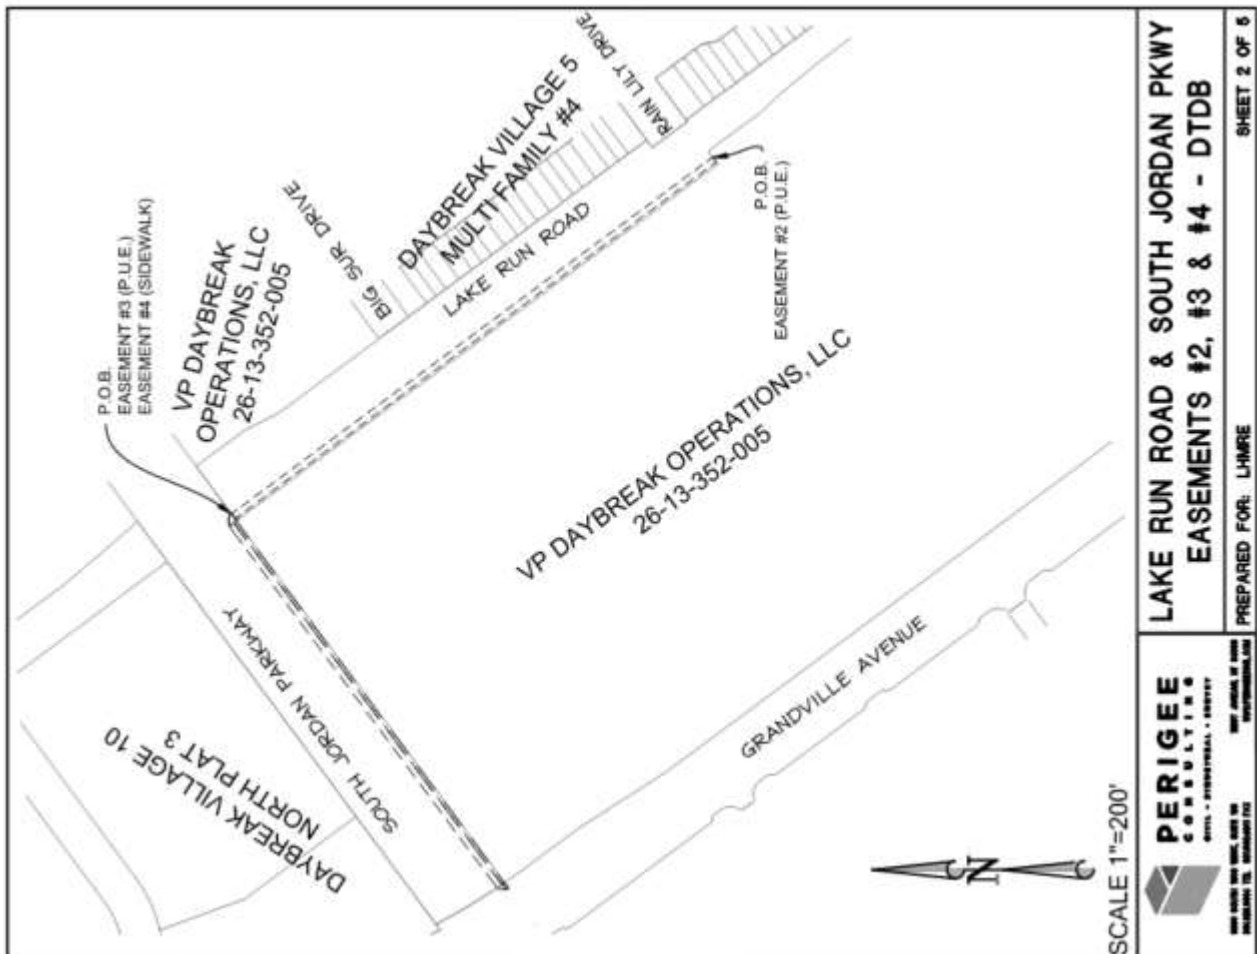 P.O.B.
EASEMENT #3 (P.U.E.)
EASEMENT #4 (SIDEWALK)
VP DAYBREAK
OPERATIONS, LLC
26-13-352-005
BIG SUR DRIVE
DAYBREAK VILLAGE 5
MULTI FAMILY #4
RAIN LILY DRIVE
LAKE RUN ROAD
P.O.B.
EASEMENT #2 (P.U.E.)
VP DAYBREAK OPERATIONS, LLC
26-13-352-005
SOUTH JORDAN PARKWAY
DAYBREAK VILLAGE 10
NORTH PLAT 3
GRANDVILLE AVENUE
N
SCALE 1"=200'
PERIGEE
CONSULTING
CIVIL • STRUCTURAL • SURVEY
LAKE RUN ROAD & SOUTH JORDAN PKWY
EASEMENTS #2, #3 & #4 - DTDB
PREPARED FOR: LHMRE
SHEET 2 OF 5